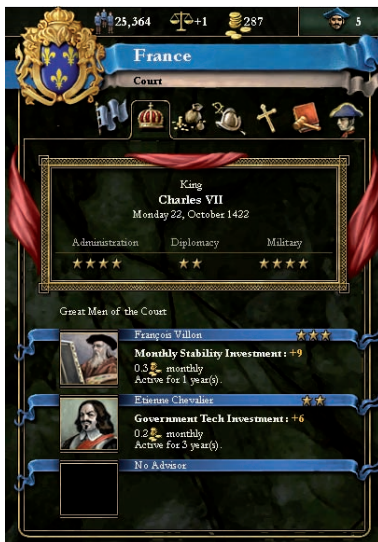 25,364 +1 287 5
France
Court
King
Charles VII
Monday 22, October 1422
Administration Diplomacy Military
Great Men of the Court
François Villon
Monthly Stability Investment : +9
0.3 monthly
Active for 1 year(s).
Etienne Chevalier
Government Tech Investment : +6
0.2 monthly
Active for 3 year(s).
No Advisor